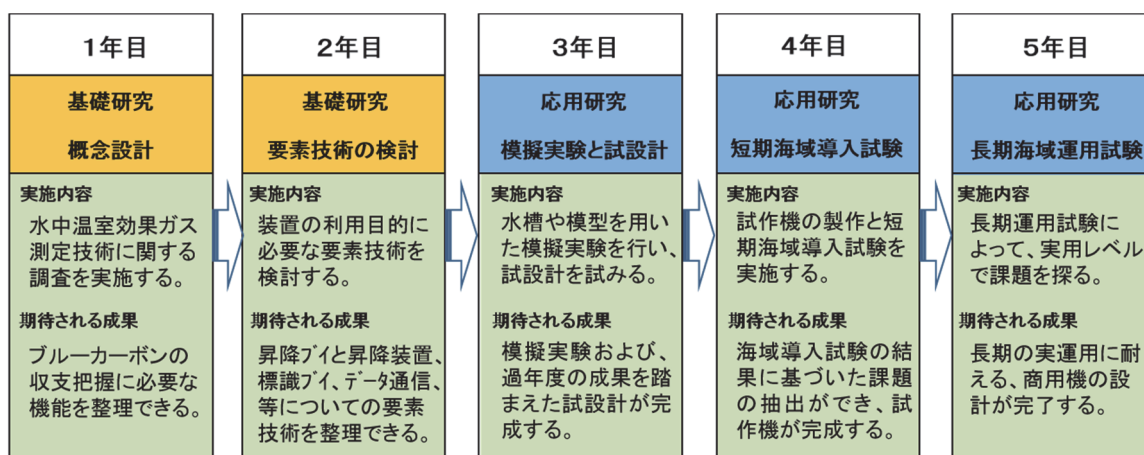 1年目
基礎研究
概念設計
実施内容
水中温室効果ガス
測定技術に関する
調査を実施する。
期待される成果
ブルーカーボンの
収支把握に必要な
機能を整理できる。
2年目
基礎研究
要素技術の検討
実施内容
装置の利用目的に
必要な要素技術を
検討する。
期待される成果
昇降ﾌﾞｲと昇降装置、
標識ﾌﾞｲ、ﾃﾞｰﾀ通信、
等についての要素
技術を整理できる。
3年目
応用研究
模擬実験と試設計
実施内容
水槽や模型を用い
た模擬実験を行い、
試設計を試みる。
期待される成果
模擬実験および、
過年度の成果を踏
まえた試設計が完
成する。
4年目
応用研究
短期海域導入試験
実施内容
試作機の製作と短
期海域導入試験を
実施する。
期待される成果
海域導入試験の結
果に基づいた課題
の抽出ができ、試
作機が完成する。
5年目
応用研究
長期海域運用試験
実施内容
長期運用試験に
よって、実用レベル
で課題を探る。
期待される成果
長期の実運用に耐
える、商用機の設
計が完了する。